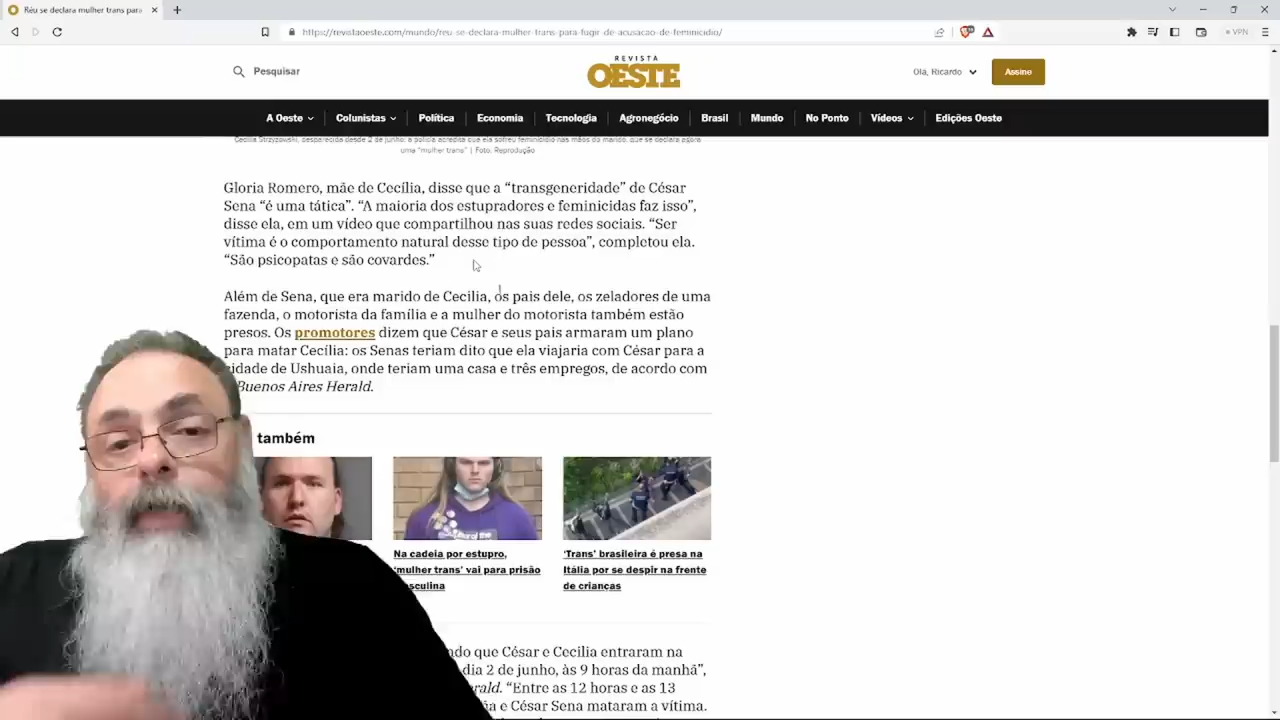 Réu se declara mulher trans para
https://revistaoeste.com/mundo/reu-se-declara-mulher-trans-para-fugir-de-acusacao-de-feminicidio/
VPN
Pesquisar
REVISTA
OESTE
Olá, Ricardo
Assine
A Oeste
Colunistas
Política
Economia
Tecnologia
Agronegócio
Brasil
Mundo
No Ponto
Vídeos
Edições Oeste
Cecilia Strzyzowski, desparecida desde 2 de junho: a polícia acredita que ela sofreu feminicídio nas mãos do marido, que se declara agora
uma “mulher trans” | Foto: Reprodução
Gloria Romero, mãe de Cecília, disse que a “transgeneridade” de César
Sena “é uma tática”. “A maioria dos estupradores e feminicidas faz isso”,
disse ela, em um vídeo que compartilhou nas suas redes sociais. “Ser
vítima é o comportamento natural desse tipo de pessoa”, completou ela.
“São psicopatas e são covardes.”
Além de Sena, que era marido de Cecilia, os pais dele, os zeladores de uma
fazenda, o motorista da família e a mulher do motorista também estão
presos. Os promotores dizem que César e seus pais armaram um plano
para matar Cecília: os Senas teriam dito que ela viajaria com César para a
cidade de Ushuaia, onde teriam uma casa e três empregos, de acordo com
Buenos Aires Herald.
também
Na cadeia por estupro,
‘mulher trans’ vai para prisão
masculina
‘Trans’ brasileira é presa na
Itália por se despir na frente
de crianças
ndo que César e Cecília entraram na
dia 2 de junho, às 9 horas da manhã”,
rald. “Entre as 12 horas e as 13
ña e César Sena mataram a vítima.